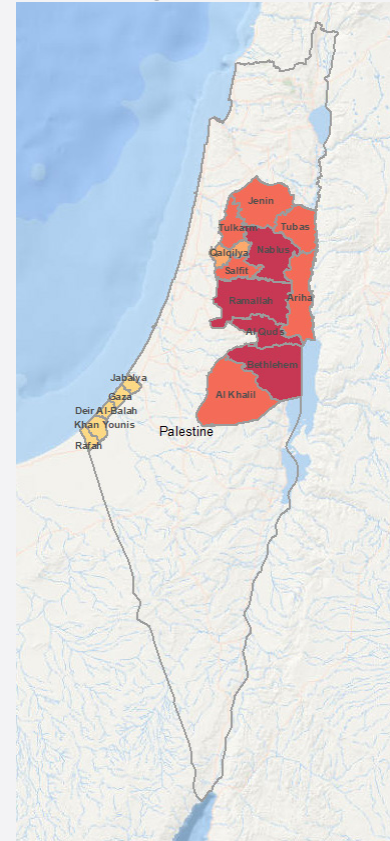 Jenin
Tulkarm
Tubas
Nablus
Qalqilya
Salfit
Ramallah
Ariha
Al Quds
Bethlehem
Al Khalil
Jabalya
Gaza
Deir Al-Balah
Khan Younis
Rafah
Palestine